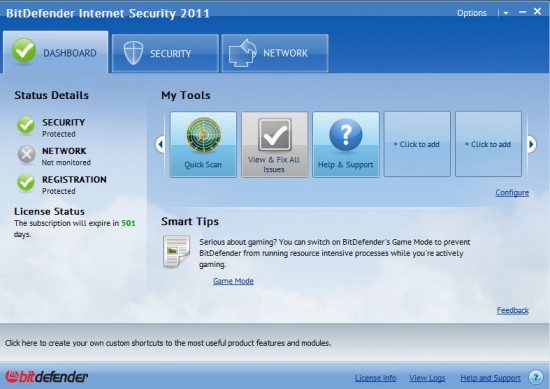 BitDefender Internet Security 2011
Options
DASHBOARD
SECURITY
NETWORK
Status Details
SECURITY
Protected
NETWORK
Not monitored
REGISTRATION
Protected
License Status
The subscription will expire in 501
days.
My Tools
Quick Scan
View & Fix All
Issues
Help & Support
+ Click to add
+ Click to add
Configure
Smart Tips
Serious about gaming? You can switch on BitDefender's Game Mode to prevent
BitDefender from running resource intensive processes while you're actively
gaming.
Game Mode
Feedback
Click here to create your own custom shortcuts to the most useful product features and modules.
bitdefender
License Info
View Logs
Help and Support
?